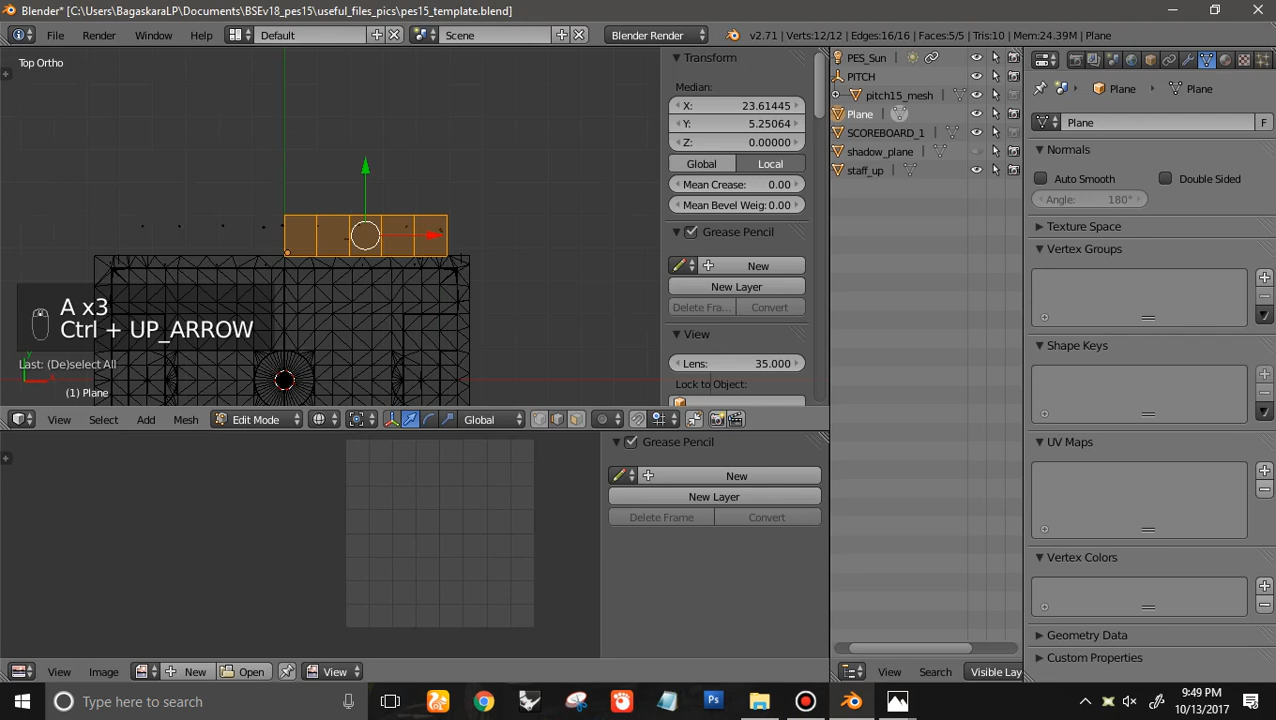 Blender* [C:\Users\BagaskaraLP\Documents\BSEv18_pes15\useful_files_pics\pes15_template.blend]
File Render Window Help Default Scene Blender Render v2.71 | Verts:12/12 | Edges:16/16 | Faces:5/5 | Tris:10 | Mem:24.39M | Plane
Top Ortho
Transform
Median:
X: 23.61445
Y: 5.25064
Z: 0.00000
Global Local
Mean Crease: 0.00
Mean Bevel Weig: 0.00
Grease Pencil
New
New Layer
Delete Fra... Convert
View
Lens: 35.000
Lock to Object:
A x3
Ctrl + UP_ARROW
Last: (De)select All
(1) Plane
View Select Add Mesh Edit Mode Global
Grease Pencil
New
New Layer
Delete Frame Convert
View Image New Open View
PES_Sun
PITCH
pitch15_mesh
Plane
SCOREBOARD_1
shadow_plane
staff_up
View Search Visible Lay
Plane Plane
Plane F
Normals
Auto Smooth Double Sided
Angle: 180°
Texture Space
Vertex Groups
Shape Keys
UV Maps
Vertex Colors
Geometry Data
Custom Properties
Type here to search
Ps
9:49 PM
10/13/2017